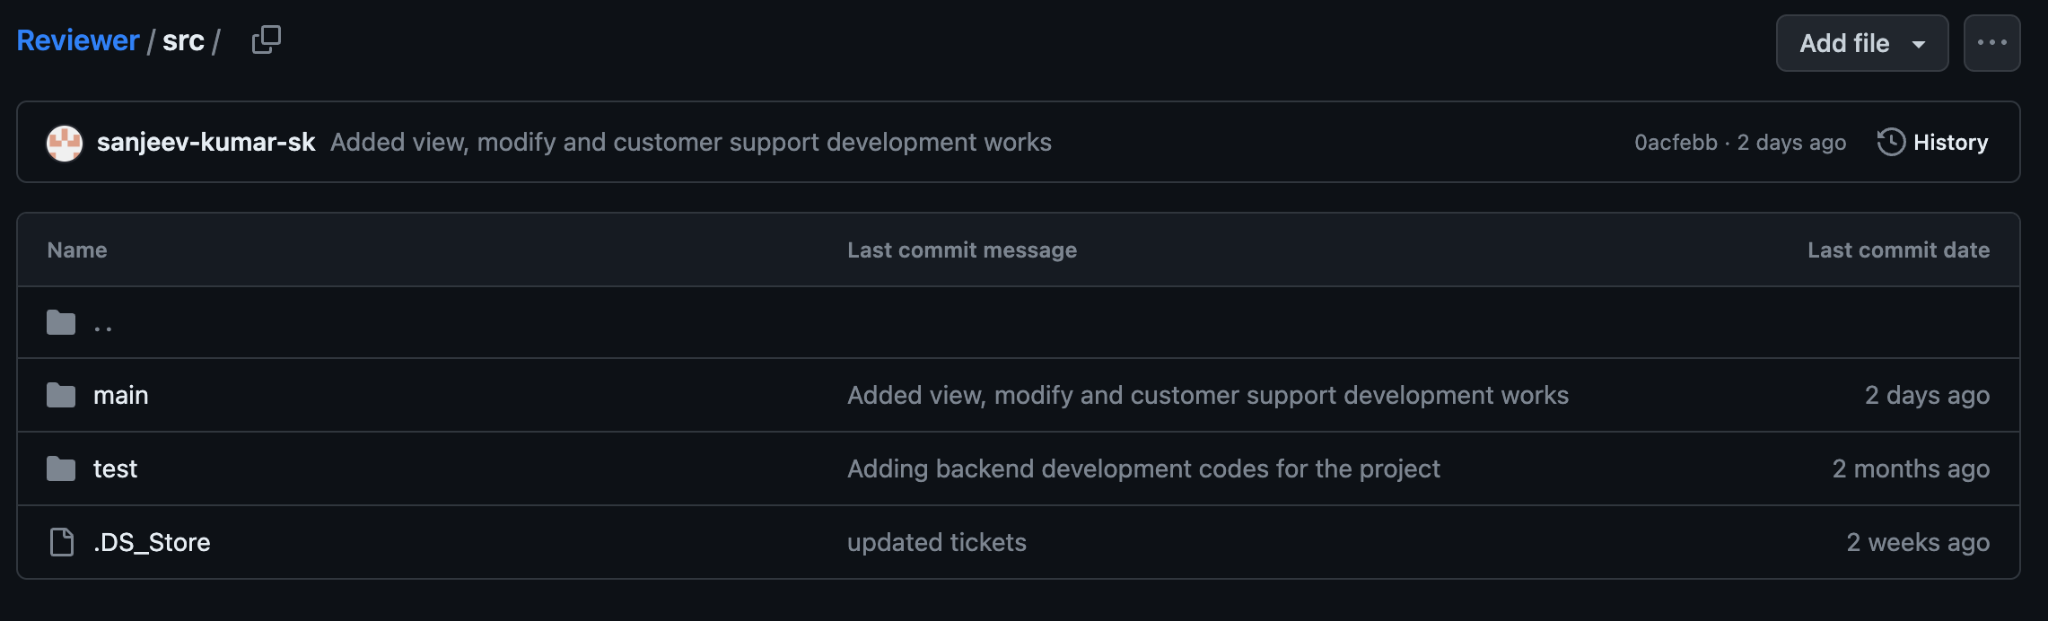 Reviewer / src /
Add file
sanjeev-kumar-sk Added view, modify and customer support development works
0acfebb · 2 days ago History
Name Last commit message Last commit date
..
main Added view, modify and customer support development works 2 days ago
test Adding backend development codes for the project 2 months ago
.DS_Store updated tickets 2 weeks ago